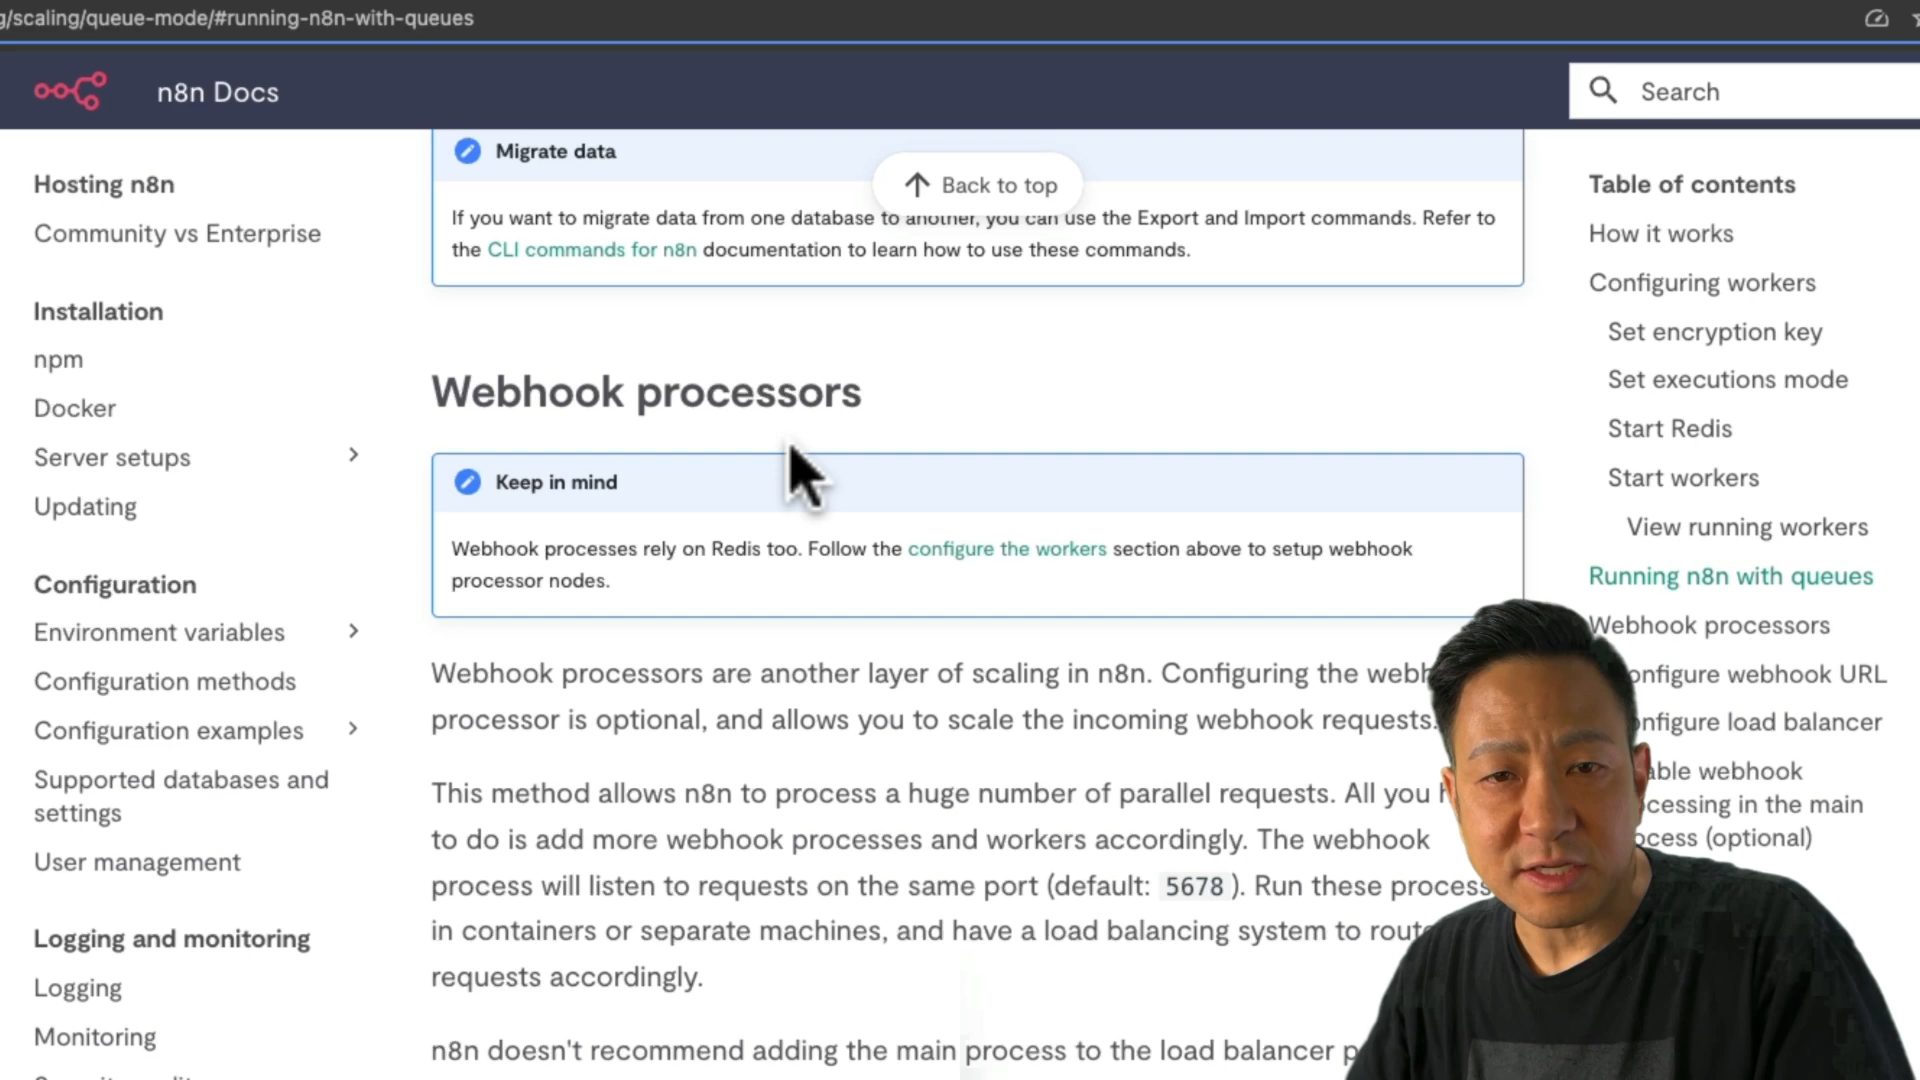 g/scaling/queue-mode/#running-n8n-with-queues
n8n Docs
Search
Hosting n8n
Community vs Enterprise
Installation
npm
Docker
Server setups
Updating
Configuration
Environment variables
Configuration methods
Configuration examples
Supported databases and
settings
User management
Logging and monitoring
Logging
Monitoring
Migrate data
Back to top
If you want to migrate data from one database to another, you can use the Export and Import commands. Refer to
the CLI commands for n8n documentation to learn how to use these commands.
Webhook processors
Keep in mind
Webhook processes rely on Redis too. Follow the configure the workers section above to setup webhook
processor nodes.
Webhook processors are another layer of scaling in n8n. Configuring the webh
processor is optional, and allows you to scale the incoming webhook requests.
This method allows n8n to process a huge number of parallel requests. All you h
to do is add more webhook processes and workers accordingly. The webhook
process will listen to requests on the same port (default: 5678). Run these process
in containers or separate machines, and have a load balancing system to route
requests accordingly.
n8n doesn't recommend adding the main process to the load balancer p
Table of contents
How it works
Configuring workers
Set encryption key
Set executions mode
Start Redis
Start workers
View running workers
Running n8n with queues
Webhook processors
onfigure webhook URL
onfigure load balancer
able webhook
cessing in the main
ocess (optional)